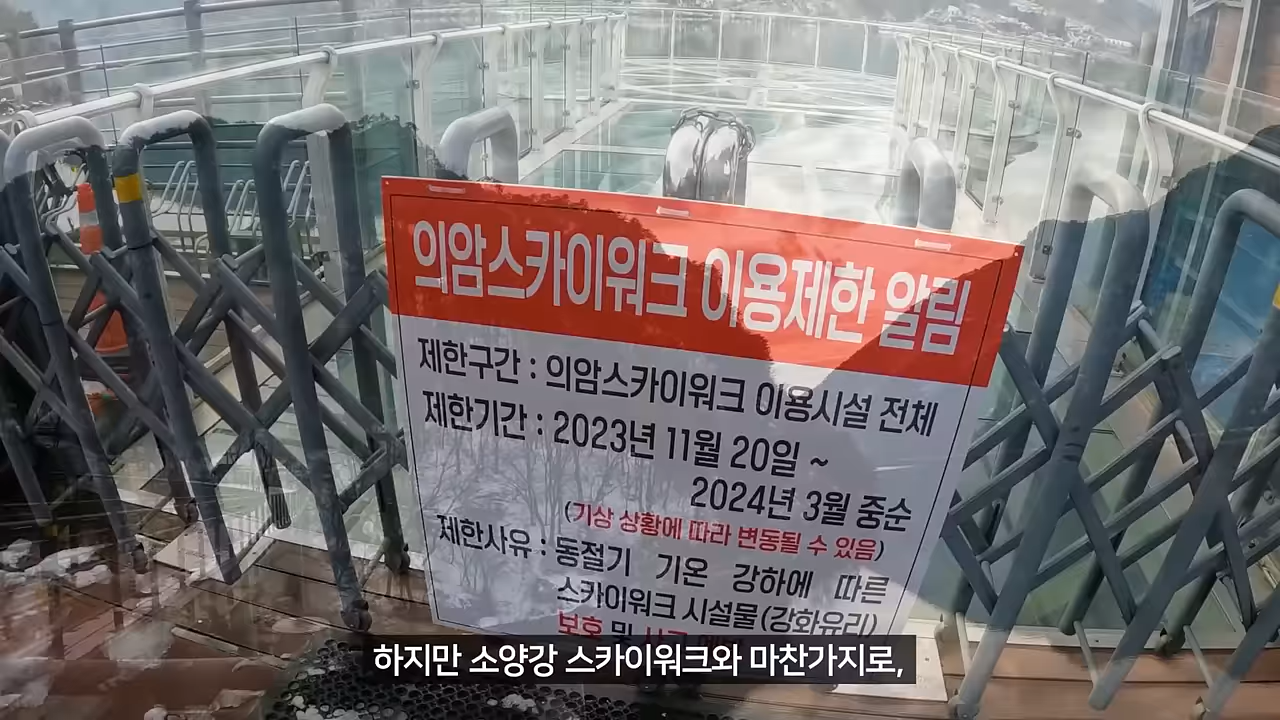 의암스카이워크 이용제한 알림
제한구간 : 의암스카이워크 이용시설 전체
제한기간 : 2023년 11월 20일 ~
2024년 3월 중순
(기상 상황에 따라 변동될 수 있음)
제한사유 : 동절기 기온 강하에 따른
스카이워크 시설물(강화유리)
보호 및
하지만 소양강 스카이워크와 마찬가지로,